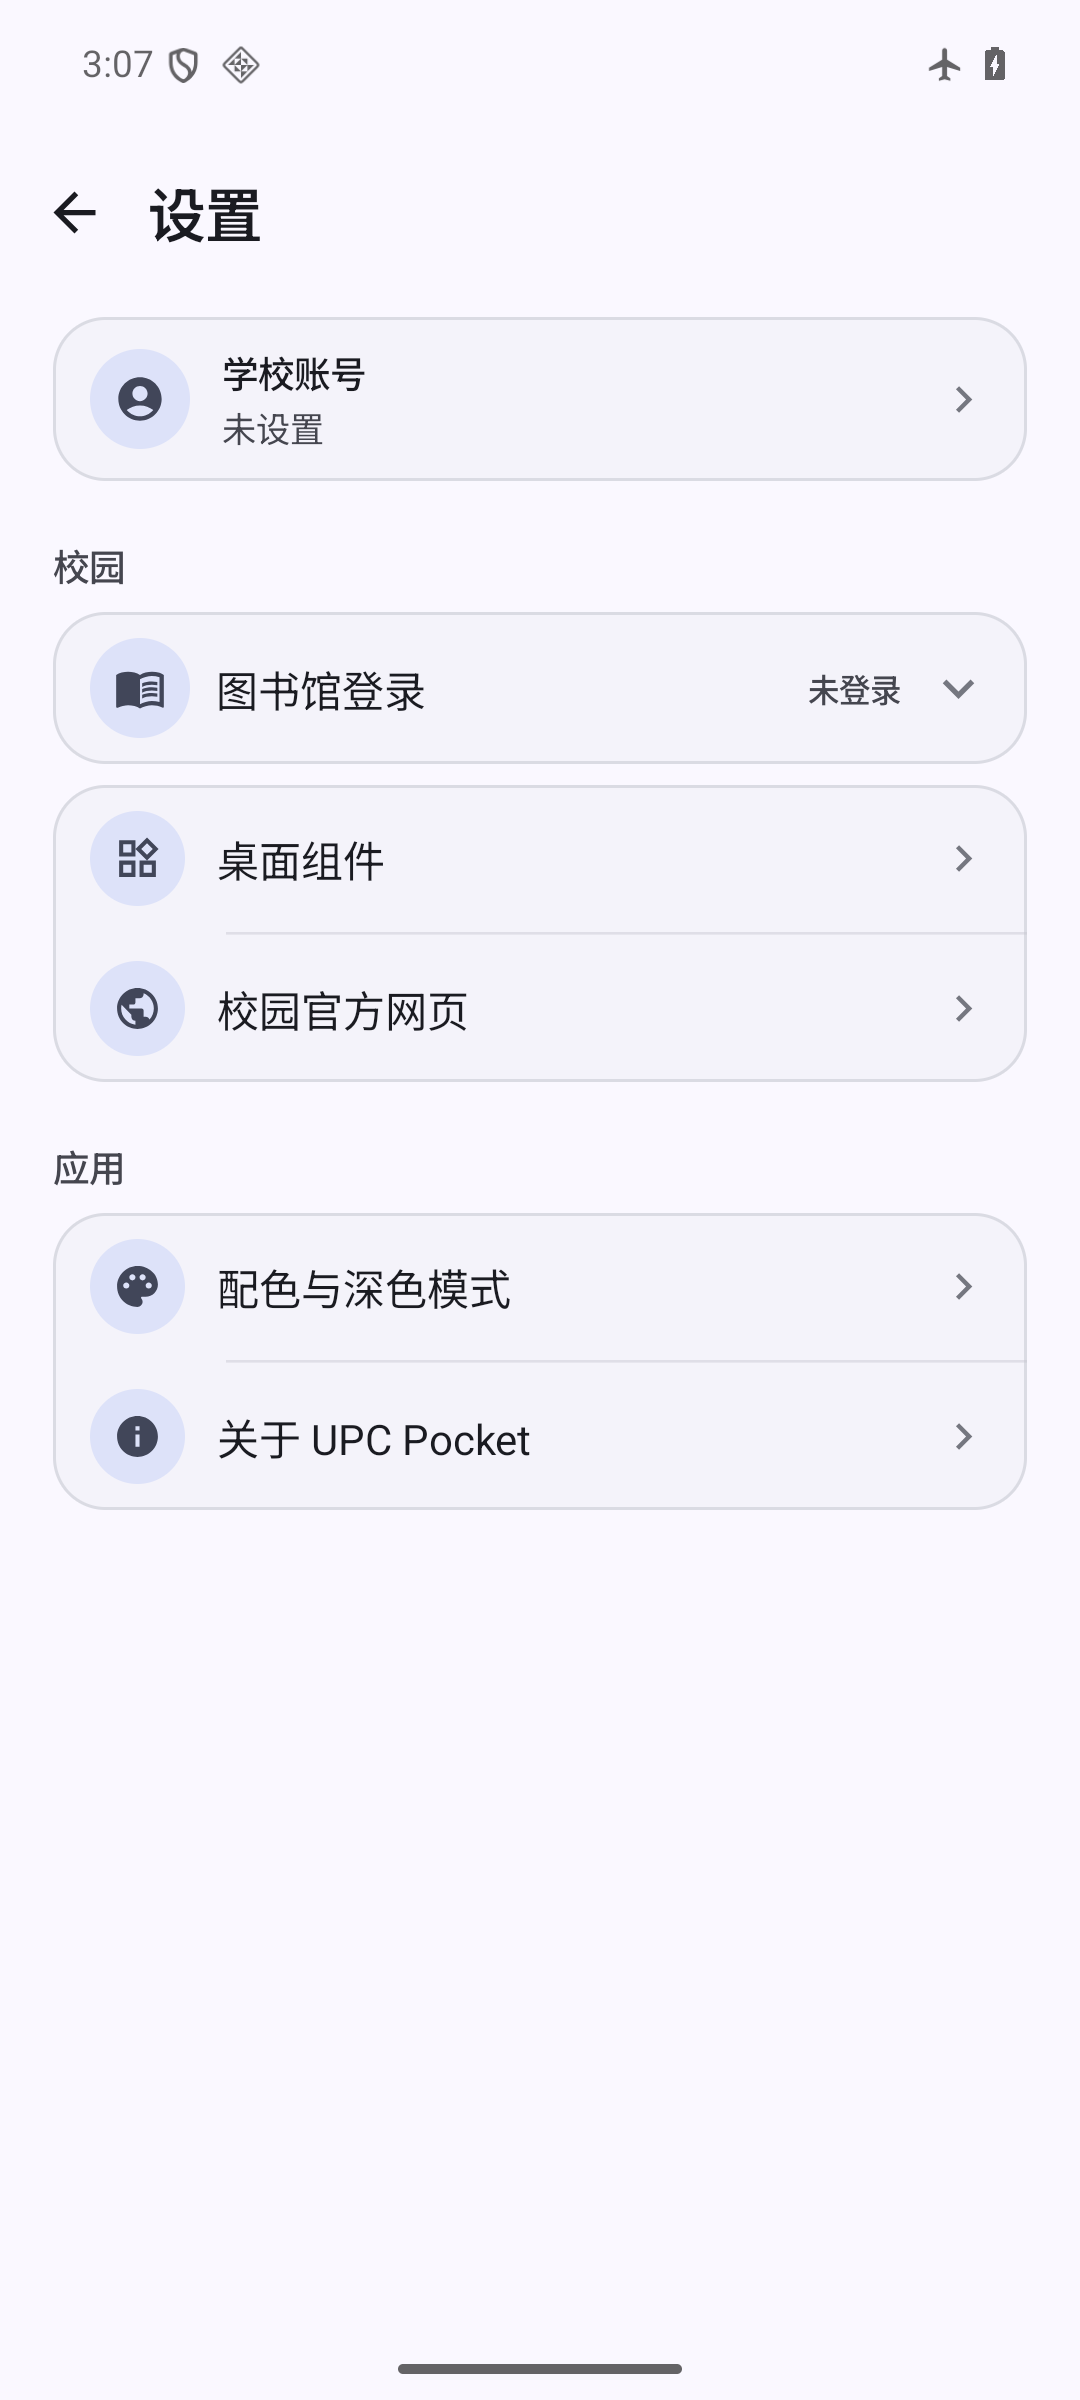 3:07
设置
学校账号
未设置
校园
图书馆登录
未登录
桌面组件
校园官方网页
应用
配色与深色模式
关于 UPC Pocket